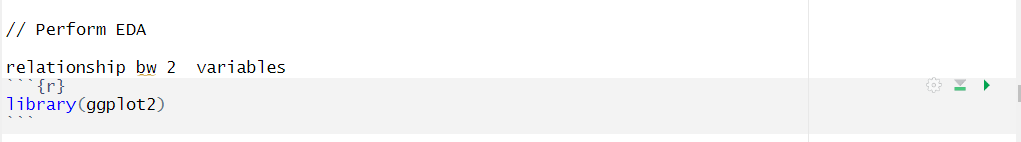 // Perform EDA
relationship bw 2  variables
```{r}
library(ggplot2)
```